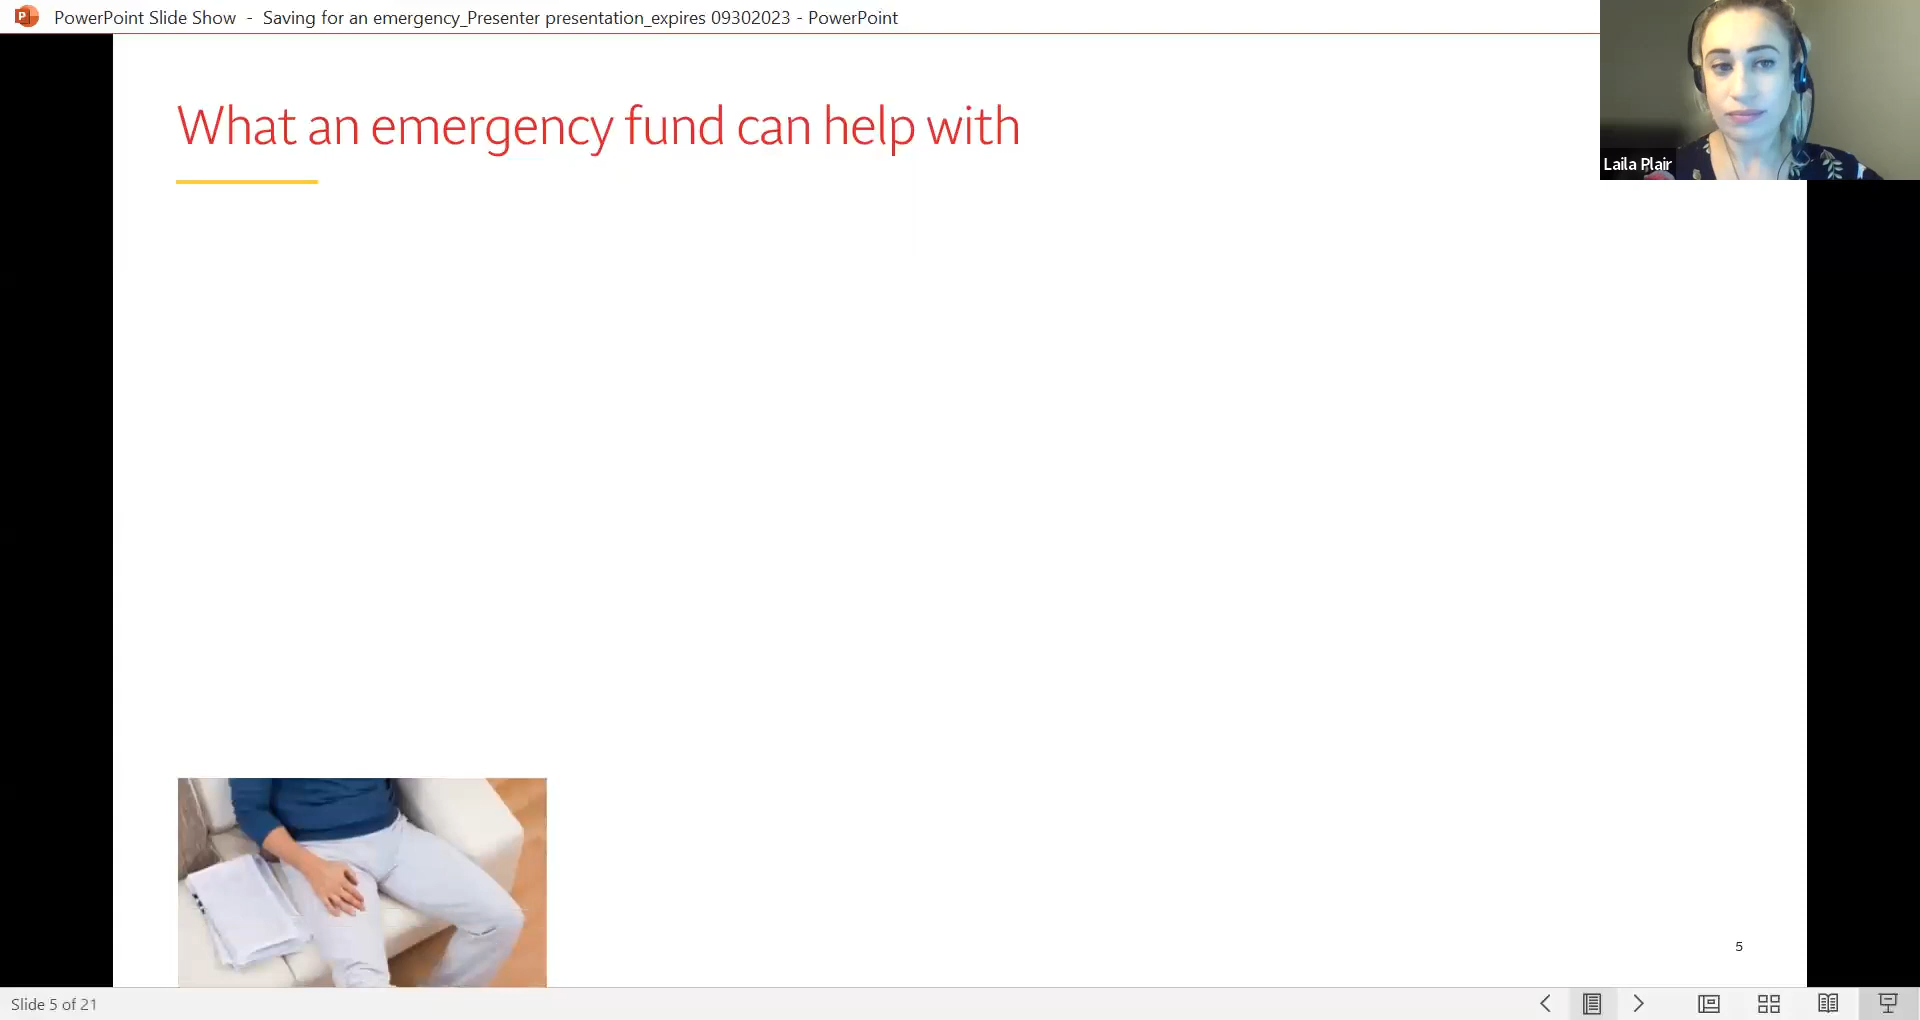 PowerPoint Slide Show - Saving for an emergency_Presenter presentation_expires 09302023 - PowerPoint
Laila Plair
What an emergency fund can help with
5
Slide 5 of 21